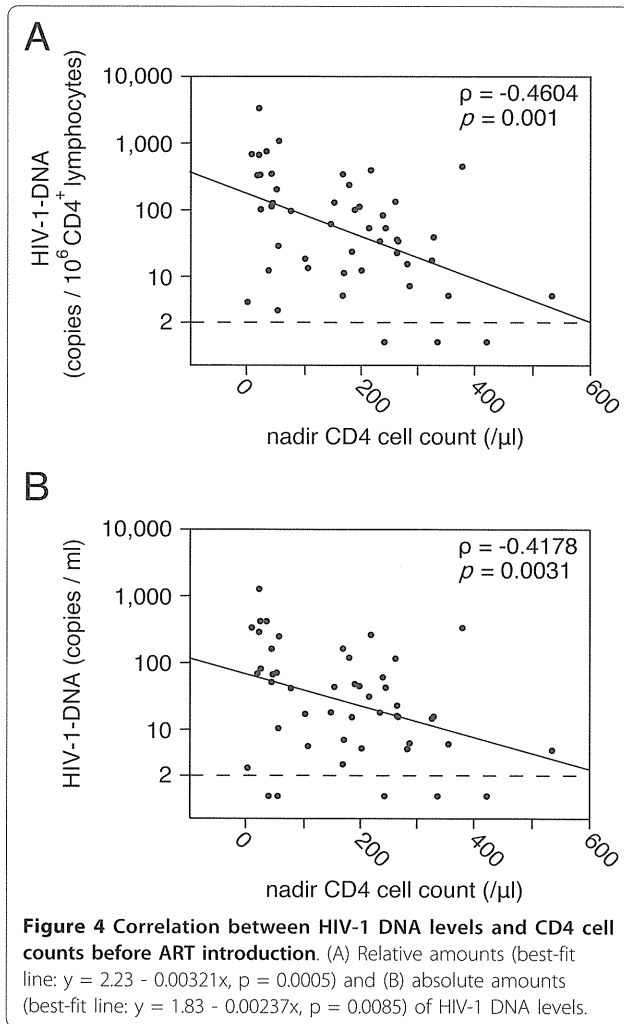 A
10,000
1,000
100
10
2
HIV-1-DNA
(copies / 10⁶ CD4⁺ lymphocytes)
ρ = -0.4604
p = 0.001
0
200
400
600
nadir CD4 cell count (/µl)
B
10,000
1,000
100
10
2
HIV-1-DNA (copies / ml)
ρ = -0.4178
p = 0.0031
0
200
400
600
nadir CD4 cell count (/µl)
Figure 4 Correlation between HIV-1 DNA levels and CD4 cell
counts before ART introduction. (A) Relative amounts (best-fit
line: y = 2.23 - 0.00321x, p = 0.0005) and (B) absolute amounts
(best-fit line: y = 1.83 - 0.00237x, p = 0.0085) of HIV-1 DNA levels.